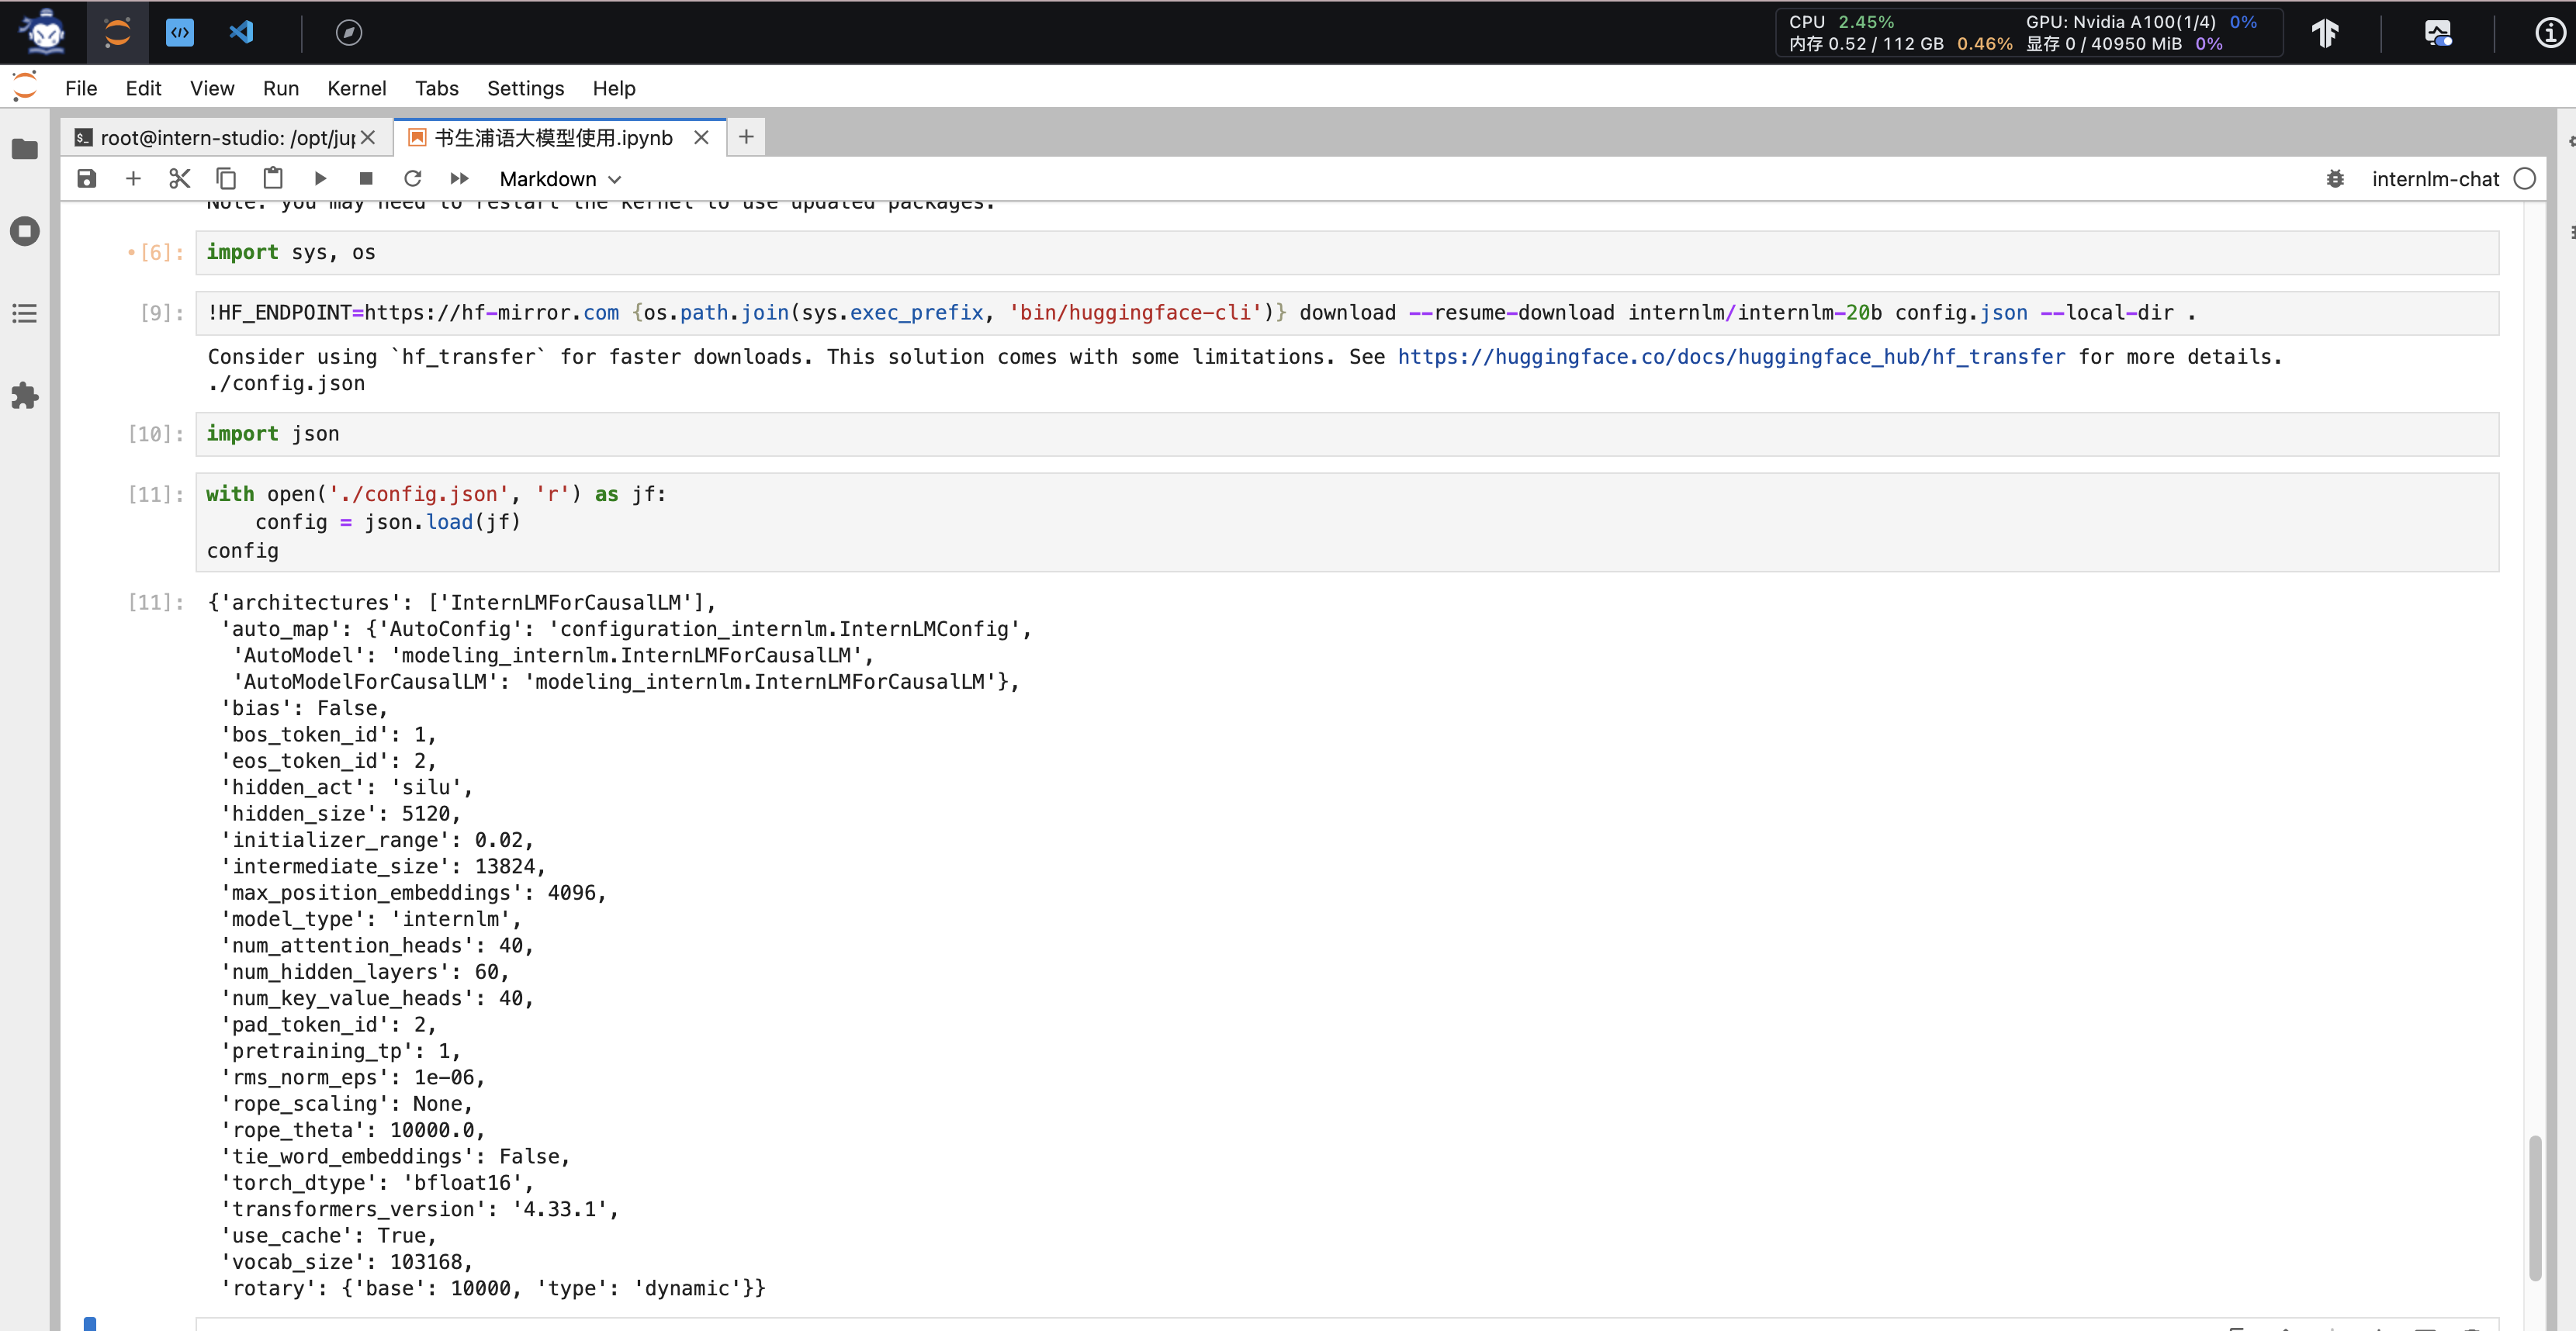 CPU 2.45% GPU: Nvidia A100(1/4) 0%
内存 0.52 / 112 GB 0.46% 显存 0 / 40950 MiB 0%
File Edit View Run Kernel Tabs Settings Help
root@intern-studio: /opt/jup
书生浦语大模型使用.ipynb
Markdown
internlm-chat
Note: you may need to restart the kernel to use updated packages.
•[6]: import sys, os
[9]: !HF_ENDPOINT=https://hf-mirror.com {os.path.join(sys.exec_prefix, 'bin/huggingface-cli')} download --resume-download internlm/internlm-20b config.json --local-dir .
Consider using `hf_transfer` for faster downloads. This solution comes with some limitations. See https://huggingface.co/docs/huggingface_hub/hf_transfer for more details.
./config.json
[10]: import json
[11]: with open('./config.json', 'r') as jf:
    config = json.load(jf)
config
[11]: {'architectures': ['InternLMForCausalLM'],
 'auto_map': {'AutoConfig': 'configuration_internlm.InternLMConfig',
  'AutoModel': 'modeling_internlm.InternLMForCausalLM',
  'AutoModelForCausalLM': 'modeling_internlm.InternLMForCausalLM'},
 'bias': False,
 'bos_token_id': 1,
 'eos_token_id': 2,
 'hidden_act': 'silu',
 'hidden_size': 5120,
 'initializer_range': 0.02,
 'intermediate_size': 13824,
 'max_position_embeddings': 4096,
 'model_type': 'internlm',
 'num_attention_heads': 40,
 'num_hidden_layers': 60,
 'num_key_value_heads': 40,
 'pad_token_id': 2,
 'pretraining_tp': 1,
 'rms_norm_eps': 1e-06,
 'rope_scaling': None,
 'rope_theta': 10000.0,
 'tie_word_embeddings': False,
 'torch_dtype': 'bfloat16',
 'transformers_version': '4.33.1',
 'use_cache': True,
 'vocab_size': 103168,
 'rotary': {'base': 10000, 'type': 'dynamic'}}